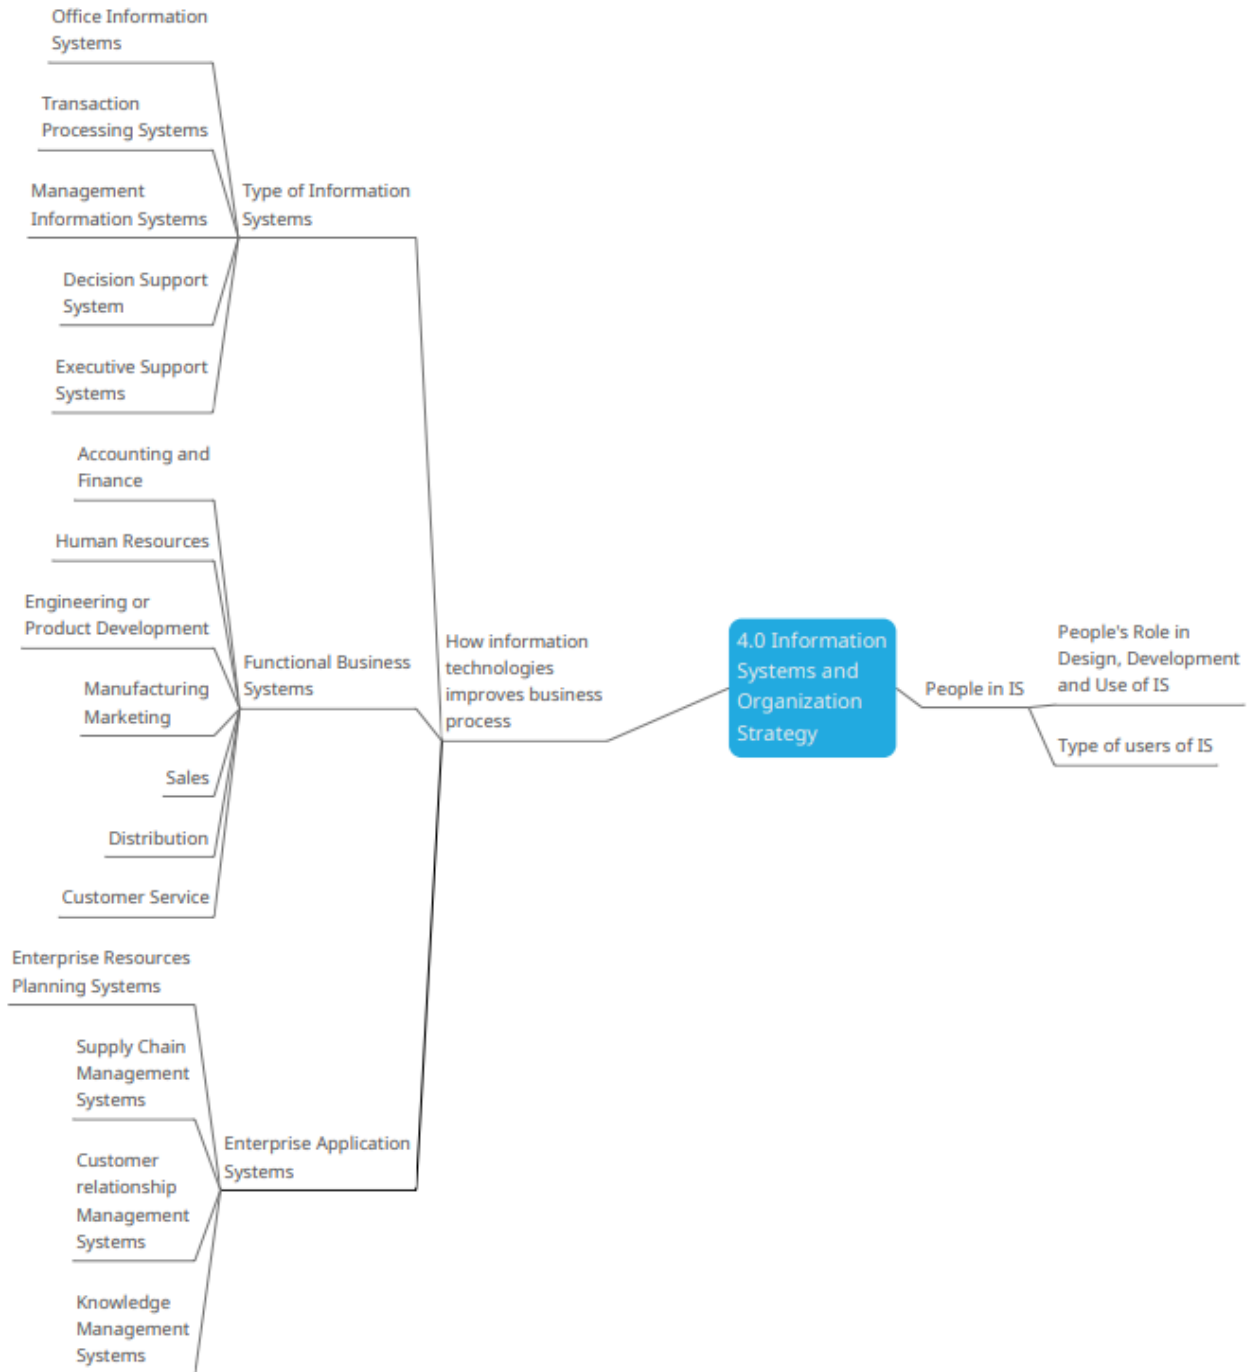 Office Information
Systems
Transaction
Processing Systems
Management
Information Systems
Decision Support
System
Executive Support
Systems
Type of Information
Systems
Accounting and
Finance
Human Resources
Engineering or
Product Development
Manufacturing
Marketing
Sales
Distribution
Customer Service
Functional Business
Systems
Enterprise Resources
Planning Systems
Supply Chain
Management
Systems
Customer
relationship
Management
Systems
Knowledge
Management
Systems
Enterprise Application
Systems
How information
technologies
improves business
process
4.0 Information
Systems and
Organization
Strategy
People in IS
People's Role in
Design, Development
and Use of IS
Type of users of IS